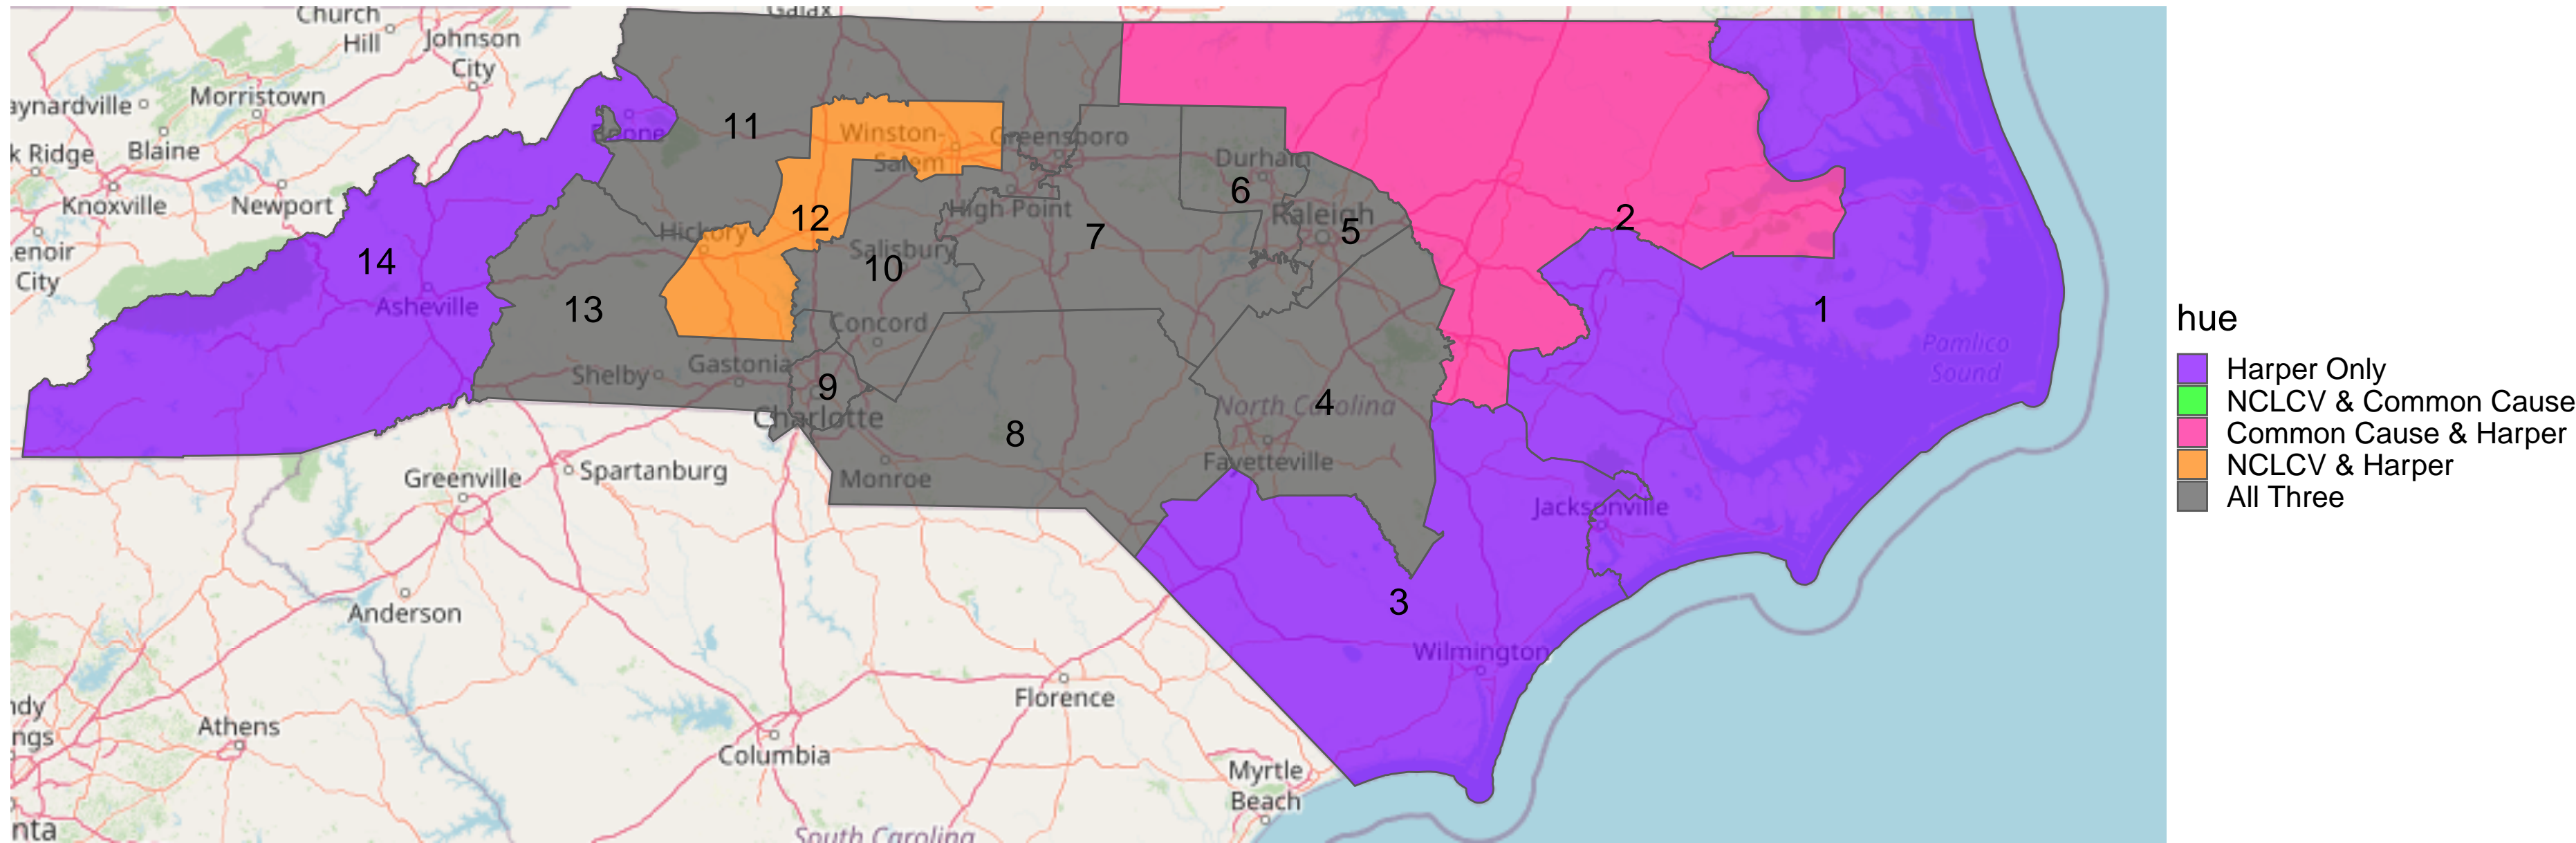 Church
Hill
Galax
Johnson
City
aynardville
Morristown
k Ridge
Blaine
Boone
11
Winston-
Salem
Greensboro
Durham
Knoxville
Newport
12
High Point
6
Raleigh
5
2
Hickory
Salisbury
7
enoir
City
14
10
Asheville
13
1
hue
Concord
Pamlico
Sound
Harper Only
Shelby
Gastonia
9
NCLCV & Common Cause
Charlotte
North Carolina
4
Common Cause & Harper
8
Greenville
Spartanburg
Monroe
Fayetteville
NCLCV & Harper
All Three
Jacksonville
Anderson
3
Wilmington
Florence
ndy
ngs
Athens
Columbia
Myrtle
Beach
nta
South Carolina